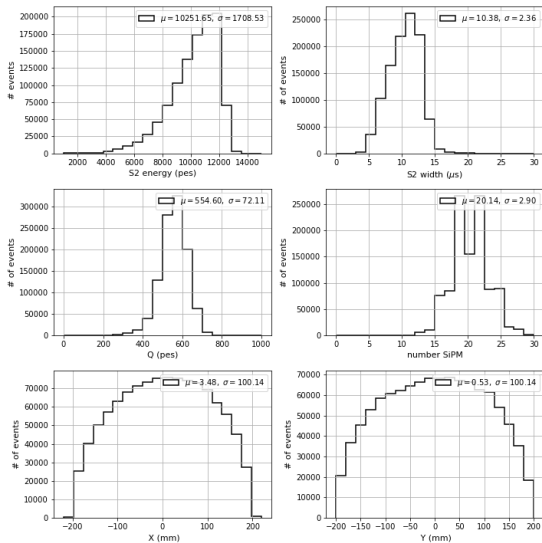 μ=10251.65, σ=1708.53
200000
175000
150000
125000
100000
75000
50000
25000
0
# events
2000 4000 6000 8000 10000 12000 14000
S2 energy (pes)
μ=10.38, σ=2.36
250000
200000
150000
100000
50000
0
# of events
0 5 10 15 20 25 30
S2 width (μs)
μ=554.60, σ=72.11
300000
250000
200000
150000
100000
50000
0
# of events
0 200 400 600 800 1000
Q (pes)
μ=20.14, σ=2.90
250000
200000
150000
100000
50000
0
# of events
0 5 10 15 20 25 30
number SiPM
μ=3.48, σ=100.14
70000
60000
50000
40000
30000
20000
10000
0
# of events
−200 −100 0 100 200
X (mm)
μ=0.53, σ=100.14
70000
60000
50000
40000
30000
20000
10000
0
# of events
−200 −150 −100 −50 0 50 100 150 200
Y (mm)